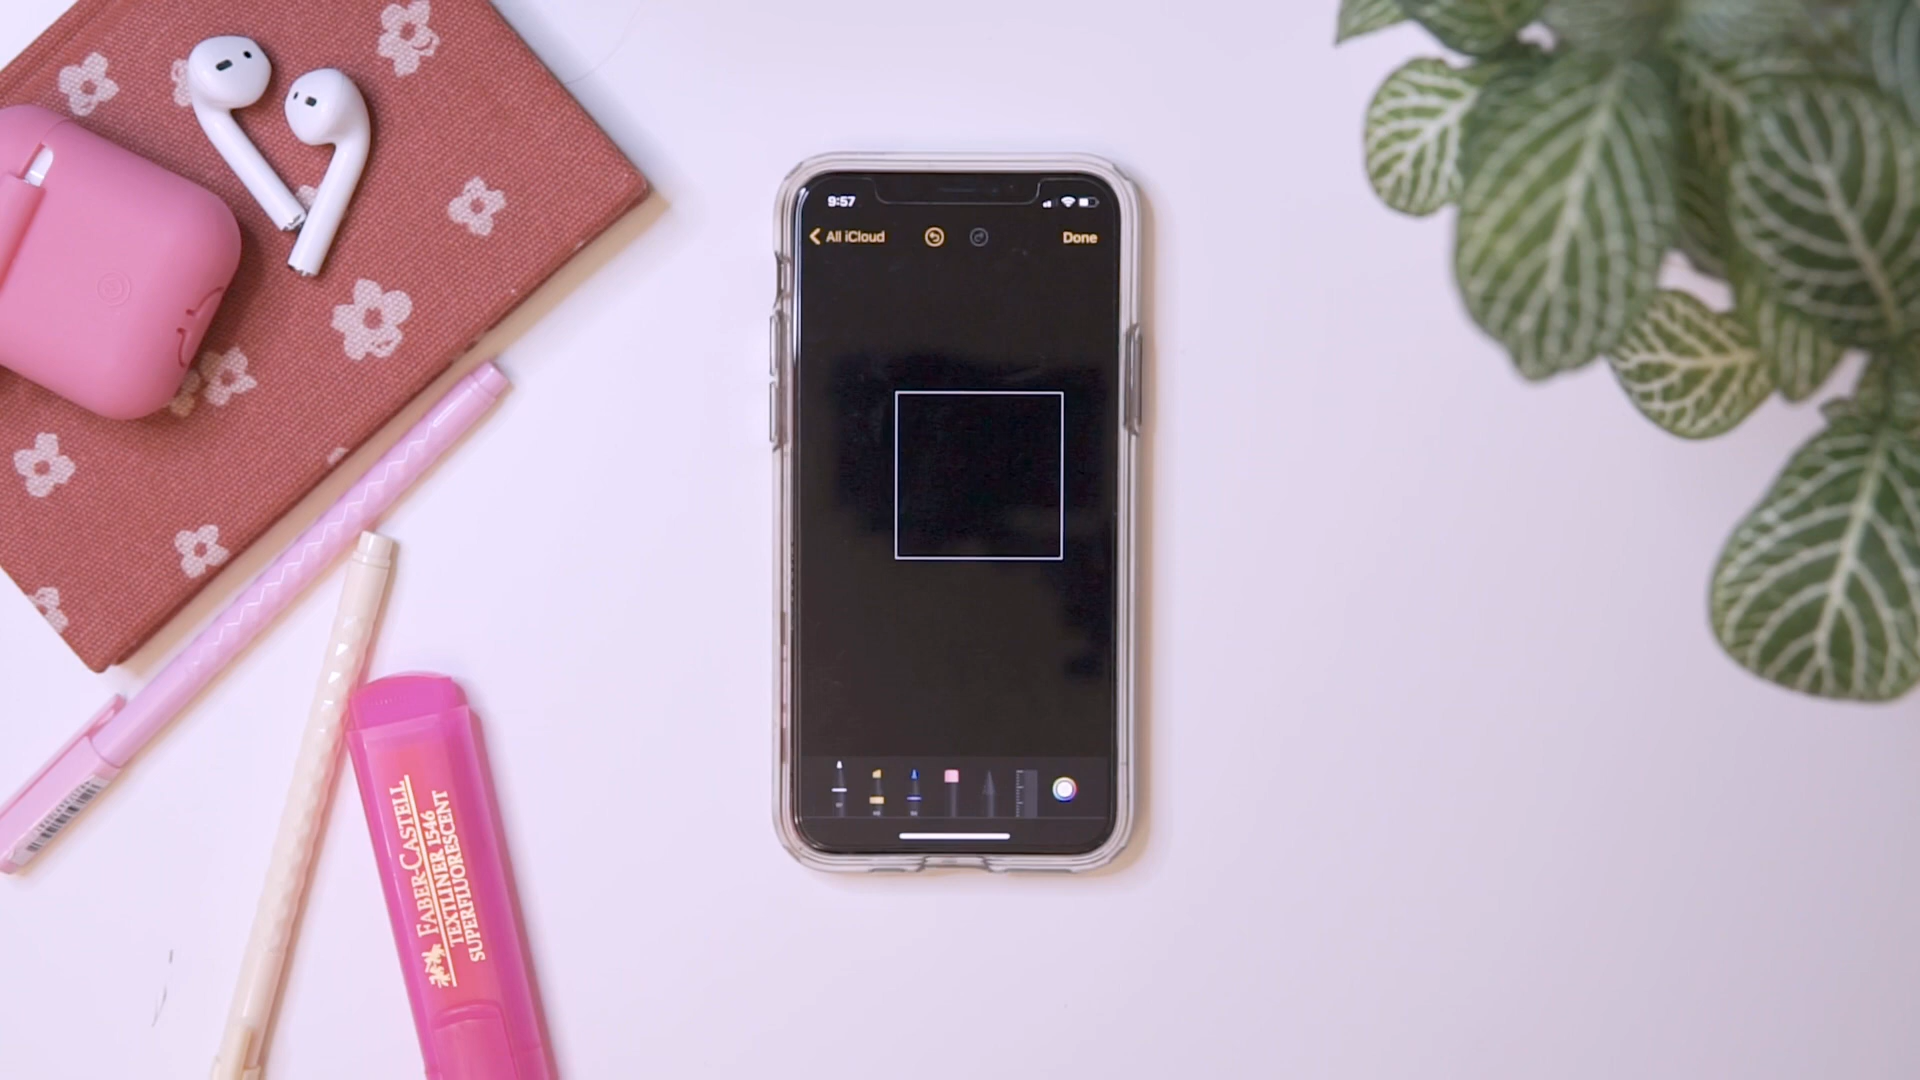 9:57
All iCloud
Done
FABER-CASTELL
TEXTLINER 1546
SUPERFLUORESCENT